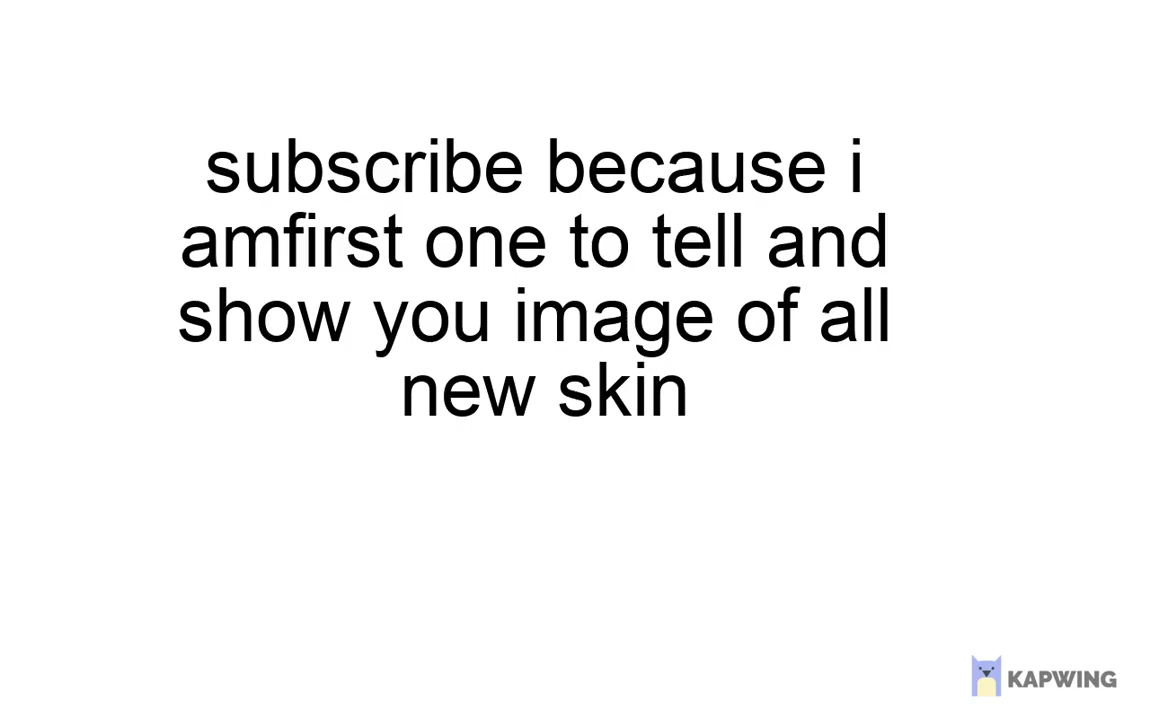 subscribe because i
amfirst one to tell and
show you image of all
new skin
KAPWING